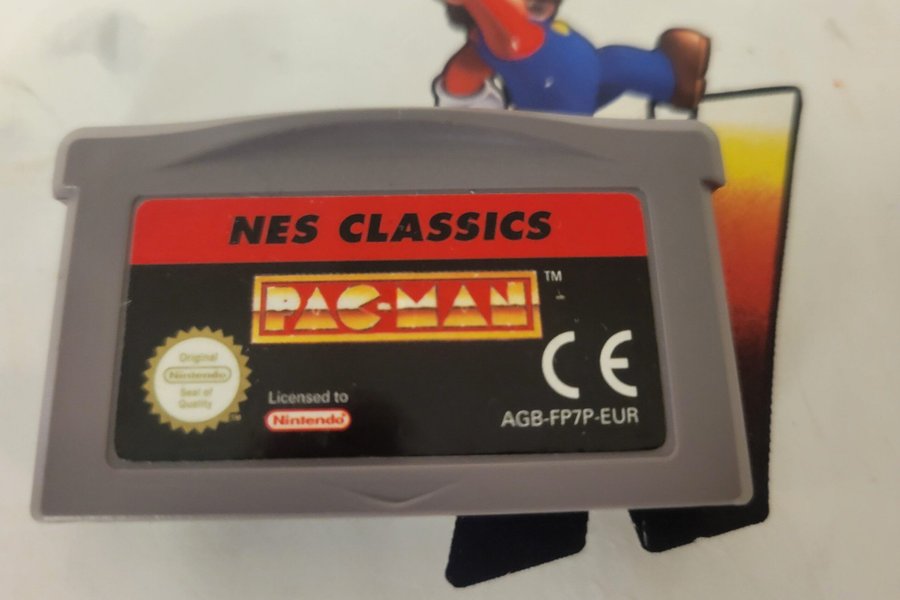 NES CLASSICS
PAC-MAN ™
Original
Nintendo
Seal of
Quality
Licensed to
Nintendo
CE
AGB-FP7P-EUR